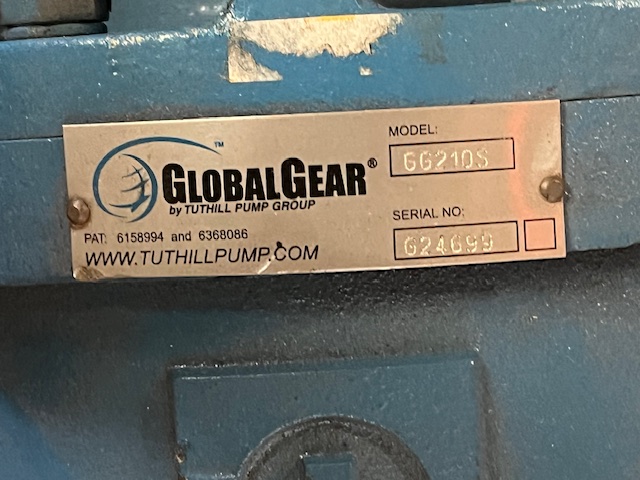 ™
GLOBALGEAR®
by TUTHILL PUMP GROUP
PAT: 6158994 and 6368086
WWW.TUTHILLPUMP.COM
MODEL:
GG210S
SERIAL NO:
624699